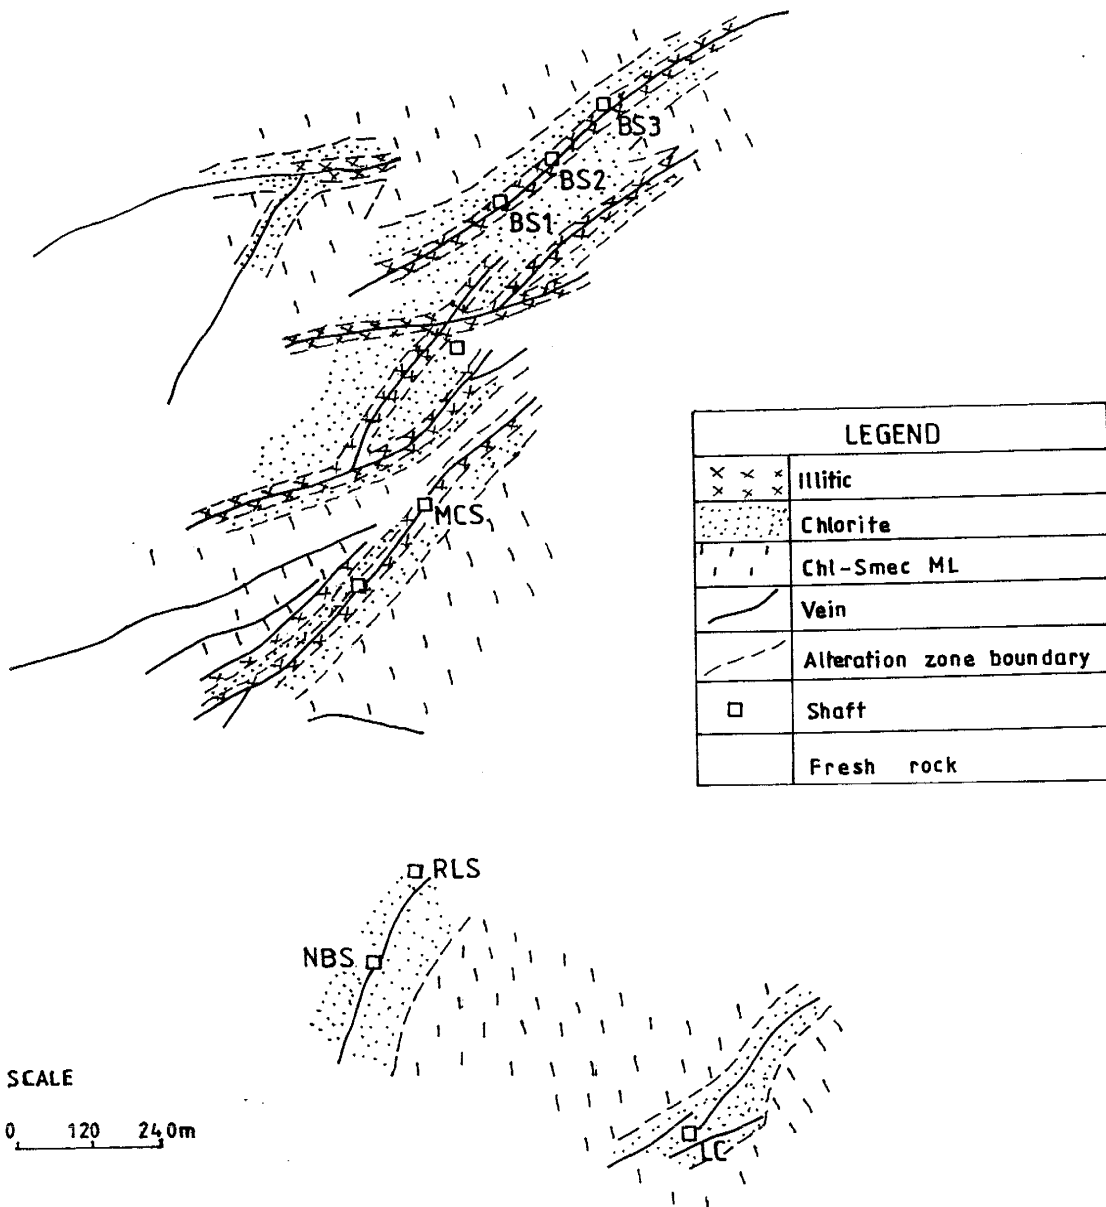 BS3
BS2
BS1
MCS
LEGEND
Illitic
Chlorite
Chl-Smec ML
Vein
Alteration zone boundary
Shaft
Fresh rock
RLS
NBS
LC
SCALE
0 120 240m